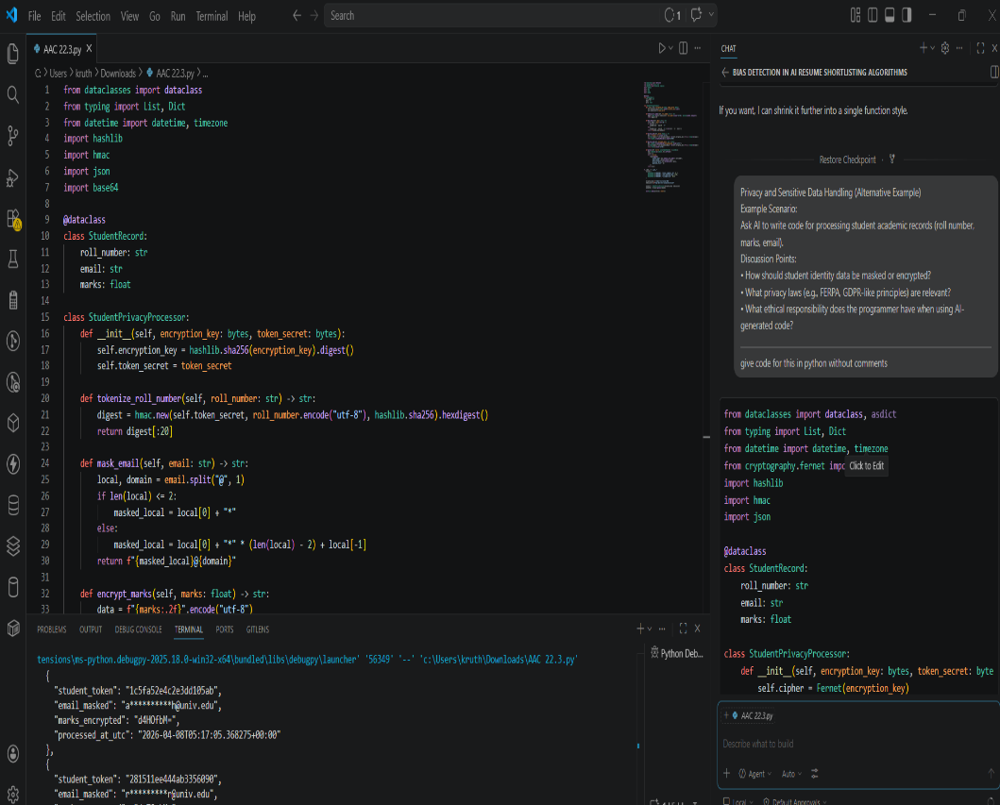 File Edit Selection View Go Run Terminal Help
Search
1
AAC 22.3.py
C: > Users > kruth > Downloads > AAC 22.3.py > ...
1 from dataclasses import dataclass
2 from typing import List, Dict
3 from datetime import datetime, timezone
4 import hashlib
5 import hmac
6 import json
7 import base64
8
9 @dataclass
10 class StudentRecord:
11 roll_number: str
12 email: str
13 marks: float
14
15 class StudentPrivacyProcessor:
16 def __init__(self, encryption_key: bytes, token_secret: bytes):
17 self.encryption_key = hashlib.sha256(encryption_key).digest()
18 self.token_secret = token_secret
19
20 def tokenize_roll_number(self, roll_number: str) -> str:
21 digest = hmac.new(self.token_secret, roll_number.encode("utf-8"), hashlib.sha256).hexdigest()
22 return digest[:20]
23
24 def mask_email(self, email: str) -> str:
25 local, domain = email.split("@", 1)
26 if len(local) <= 2:
27 masked_local = local[0] + "*"
28 else:
29 masked_local = local[0] + "*" * (len(local) - 2) + local[-1]
30 return f"{masked_local}@{domain}"
31
32 def encrypt_marks(self, marks: float) -> str:
33 data = f"{marks:.2f}".encode("utf-8")
PROBLEMS OUTPUT DEBUG CONSOLE TERMINAL PORTS GITLENS
tensions\ms-python.debugpy-2025.18.0-win32-x64\bundled\libs\debugpy\launcher' '56349' '--' 'c:\Users\kruth\Downloads\AAC 22.3.py'
{
"student_token": "1c5fa52e4c2e3dd105ab",
"email_masked": "a**********h@univ.edu",
"marks_encrypted": "d4HOfbM=",
"processed_at_utc": "2026-04-08T05:17:05.368275+00:00"
},
{
"student_token": "281511ee444ab3356090",
"email_masked": "r*********r@univ.edu",
Python Deb...
CHAT
BIAS DETECTION IN AI RESUME SHORTLISTING ALGORITHMS
If you want, I can shrink it further into a single function style.
Restore Checkpoint
Privacy and Sensitive Data Handling (Alternative Example)
Example Scenario:
Ask AI to write code for processing student academic records (roll number,
marks, email).
Discussion Points:
• How should student identity data be masked or encrypted?
• What privacy laws (e.g., FERPA, GDPR-like principles) are relevant?
• What ethical responsibility does the programmer have when using AI-
generated code?
give code for this in python without comments
from dataclasses import dataclass, asdict
from typing import List, Dict
from datetime import datetime, timezone
from cryptography.fernet impo
Click to Edit
import hashlib
import hmac
import json
@dataclass
class StudentRecord:
roll_number: str
email: str
marks: float
class StudentPrivacyProcessor:
def __init__(self, encryption_key: bytes, token_secret: byte
self.cipher = Fernet(encryption_key)
AAC 22.3.py
Describe what to build
Agent Auto
Local Default Approvals